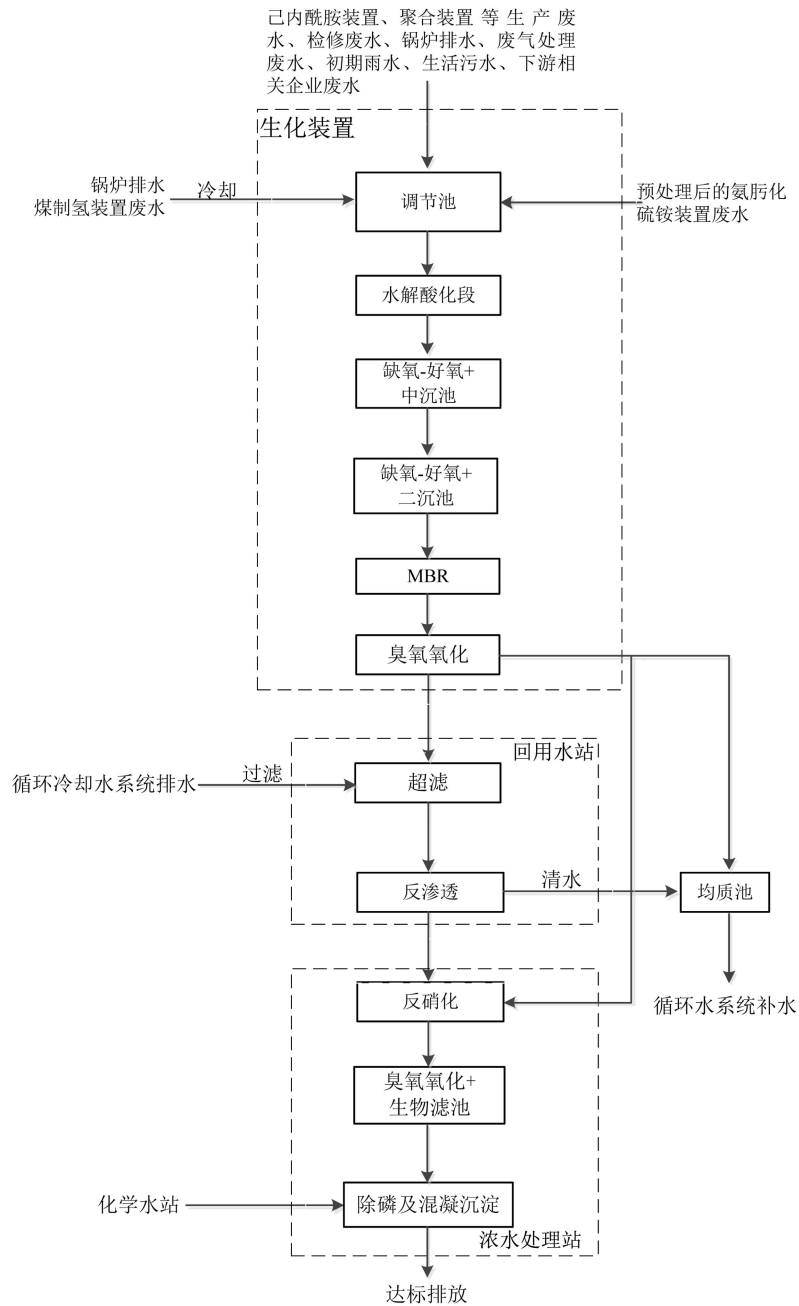 己内酰胺装置、聚合装置等生产废
水、检修废水、锅炉排水、废气处理
废水、初期雨水、生活污水、下游相
关企业废水
生化装置
锅炉排水
煤制氢装置废水
冷却
调节池
预处理后的氨肟化
硫铵装置废水
水解酸化段
缺氧-好氧+
中沉池
缺氧-好氧+
二沉池
MBR
臭氧氧化
回用水站
循环冷却水系统排水
过滤
超滤
反渗透
清水
均质池
反硝化
循环水系统补水
臭氧氧化+
生物滤池
化学水站
除磷及混凝沉淀
浓水处理站
达标排放